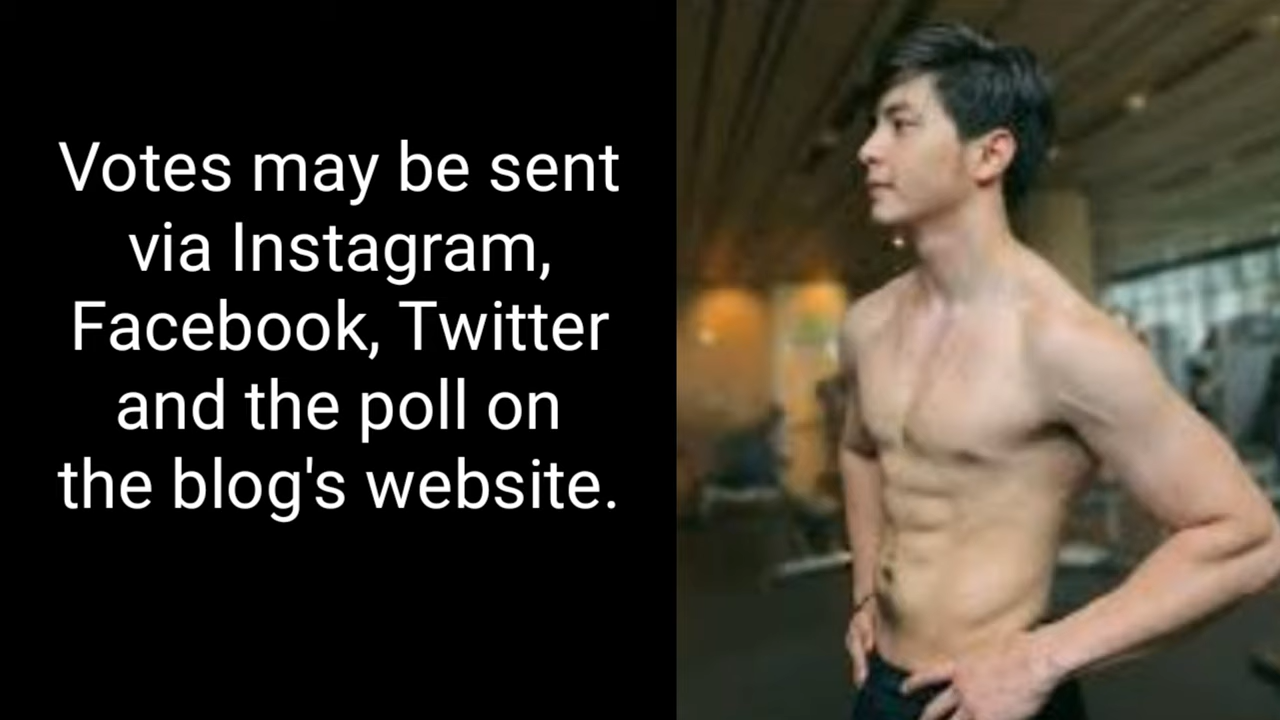 Votes may be sent
via Instagram,
Facebook, Twitter
and the poll on
the blog's website.